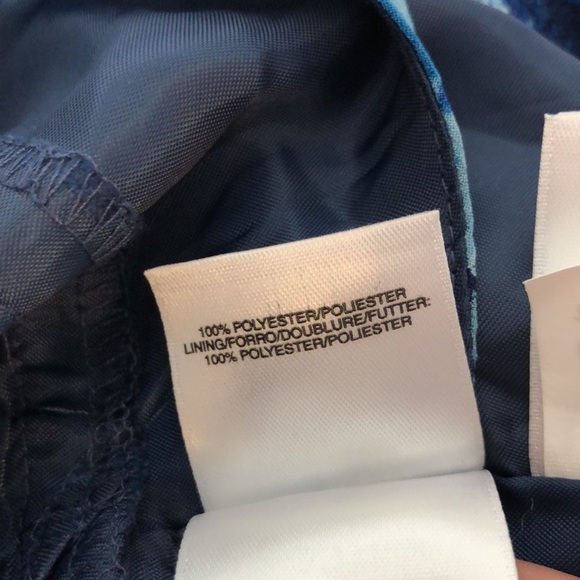 100% POLYESTER/POLIESTER
LINING/FORRO/DOUBLURE/FUTTER:
100% POLYESTER/POLIESTER